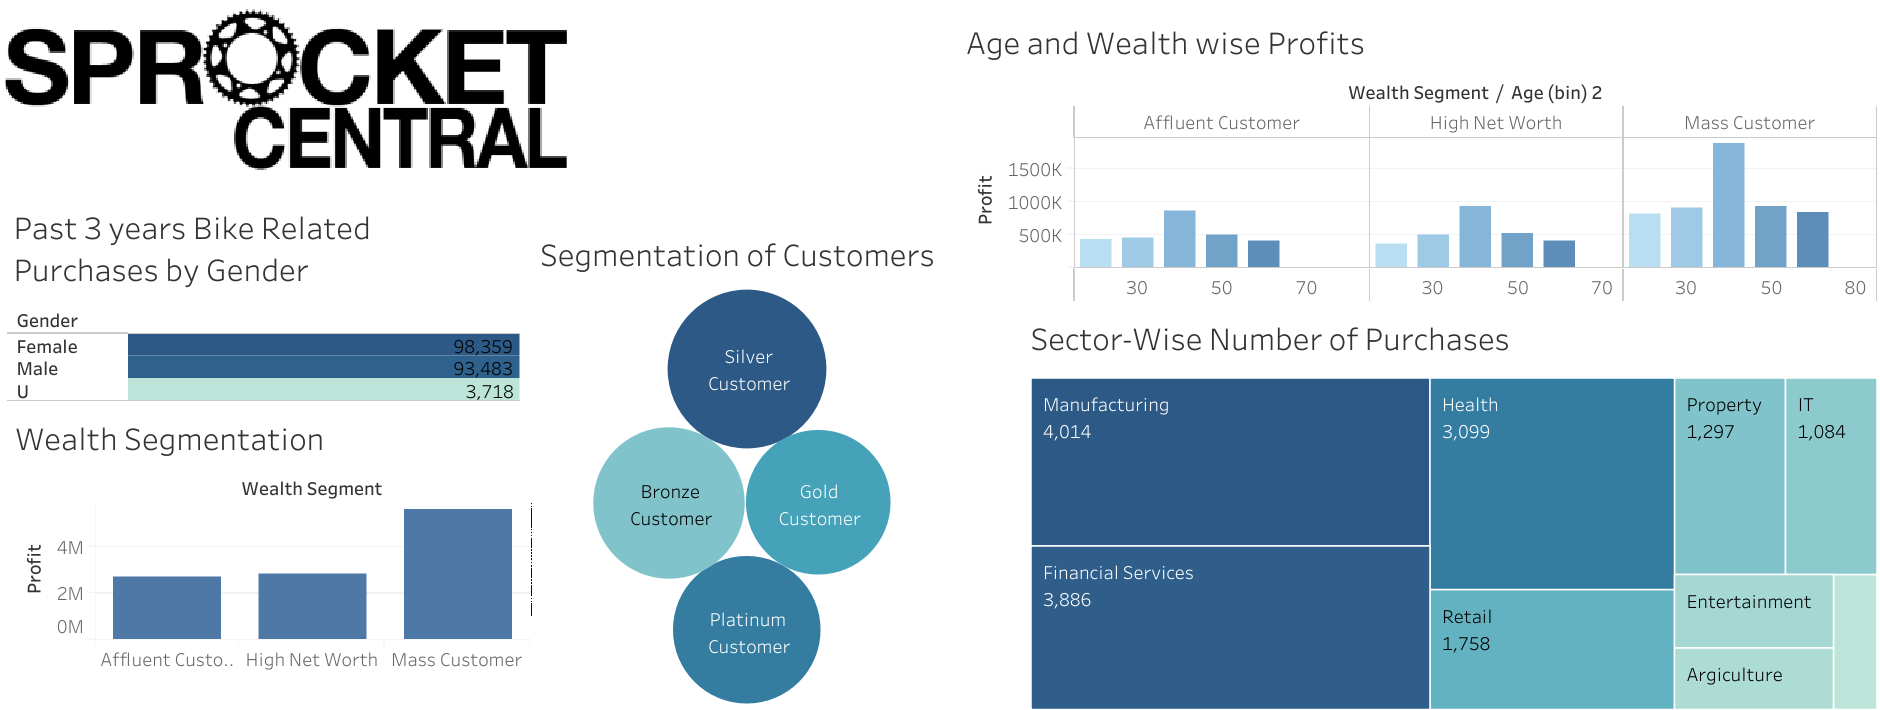 SPROCKET
CENTRAL
Past 3 years Bike Related
Purchases by Gender
Gender
Female 98,359
Male 93,483
U 3,718
Wealth Segmentation
Wealth Segment
Profit
4M
2M
0M
Affluent Custo.. High Net Worth Mass Customer
Segmentation of Customers
Silver
Customer
Bronze
Customer
Gold
Customer
Platinum
Customer
Age and Wealth wise Profits
Wealth Segment / Age (bin) 2
Affluent Customer High Net Worth Mass Customer
Profit
1500K
1000K
500K
30 50 70 30 50 70 30 50 80
Sector-Wise Number of Purchases
Manufacturing
4,014
Financial Services
3,886
Health
3,099
Retail
1,758
Property
1,297
IT
1,084
Entertainment
Argiculture